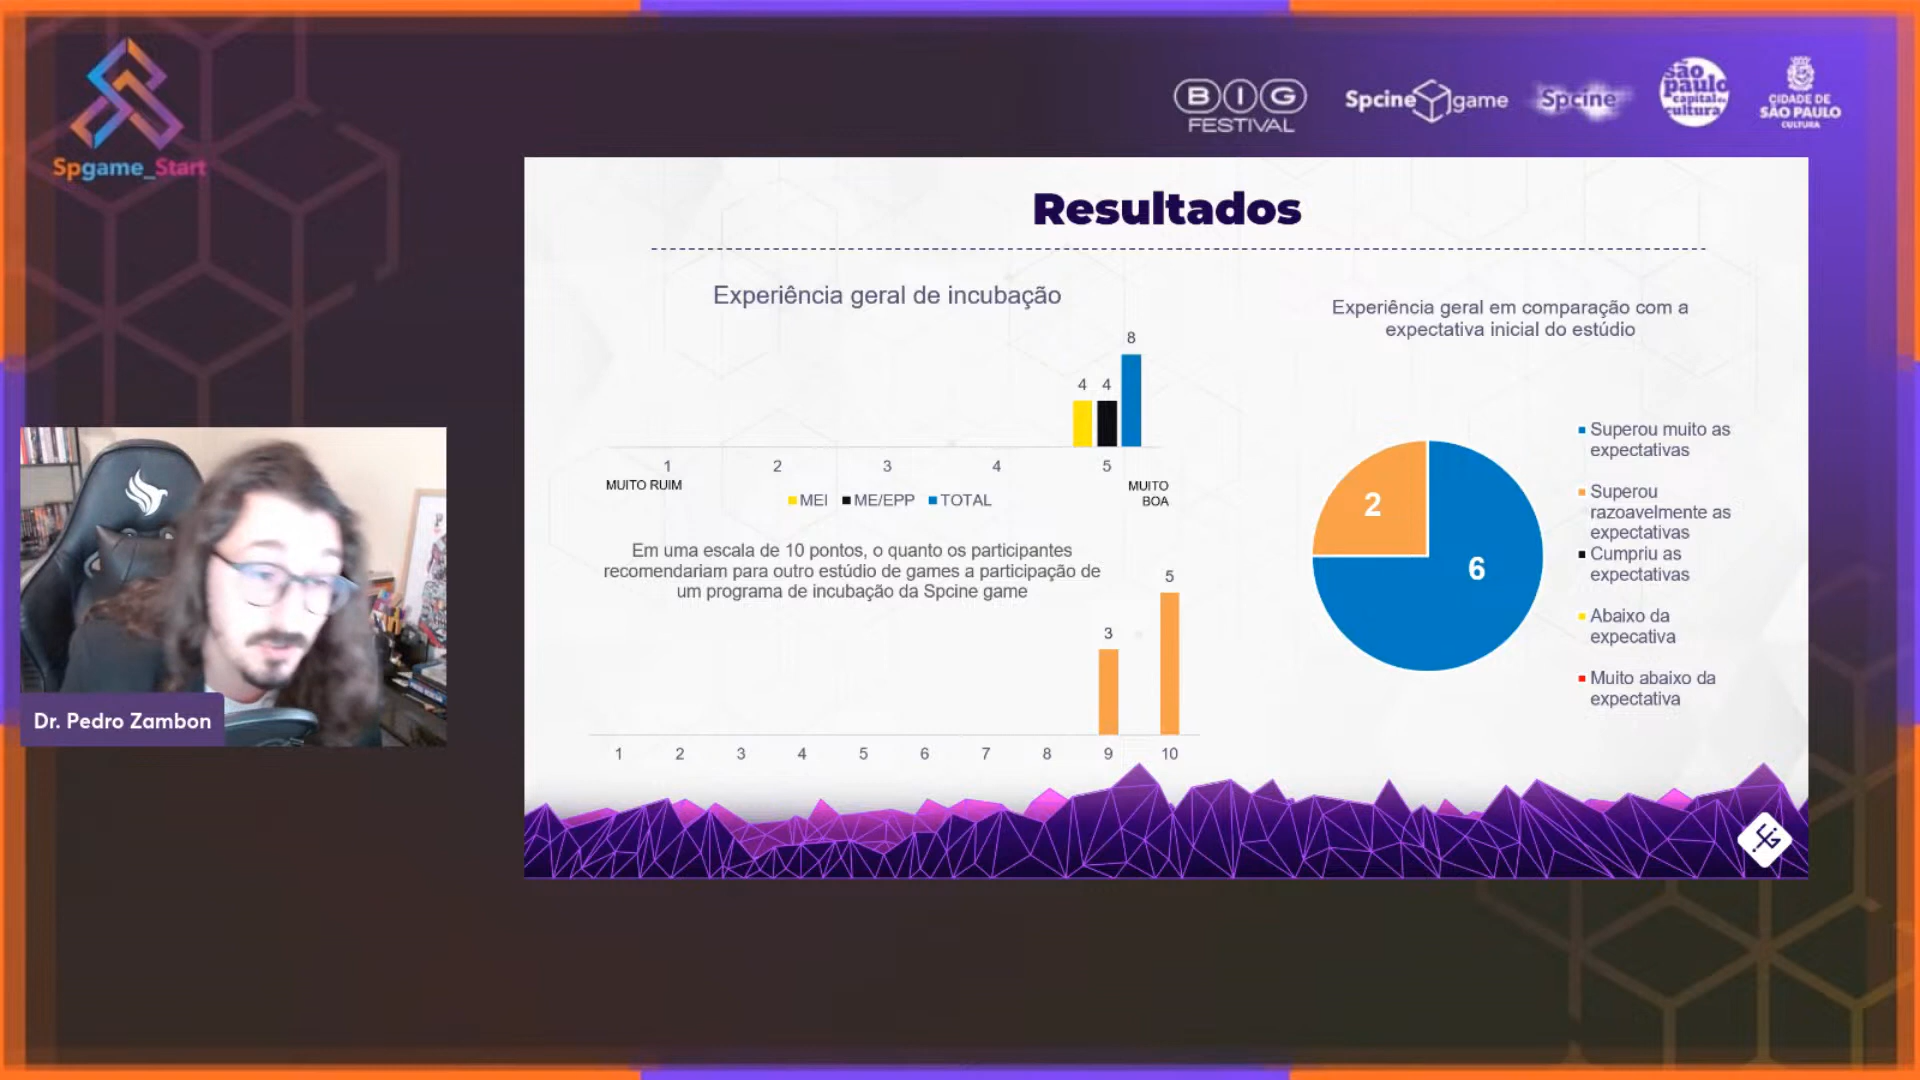 Spgame_Start
BIG
FESTIVAL
Spcine game
Spcine
são
paulo
capital da
cultura
CIDADE DE
SÃO PAULO
CULTURA
Resultados
Experiência geral de incubação
8
4 4
1 2 3 4 5
MUITO RUIM
MUITO
BOA
MEI ME/EPP TOTAL
Em uma escala de 10 pontos, o quanto os participantes
recomendariam para outro estúdio de games a participação de
um programa de incubação da Spcine game
5
3
1 2 3 4 5 6 7 8 9 10
Experiência geral em comparação com a
expectativa inicial do estúdio
2
6
Superou muito as
expectativas
Superou
razoavelmente as
expectativas
Cumpriu as
expectativas
Abaixo da
expecativa
Muito abaixo da
expectativa
Dr. Pedro Zambon